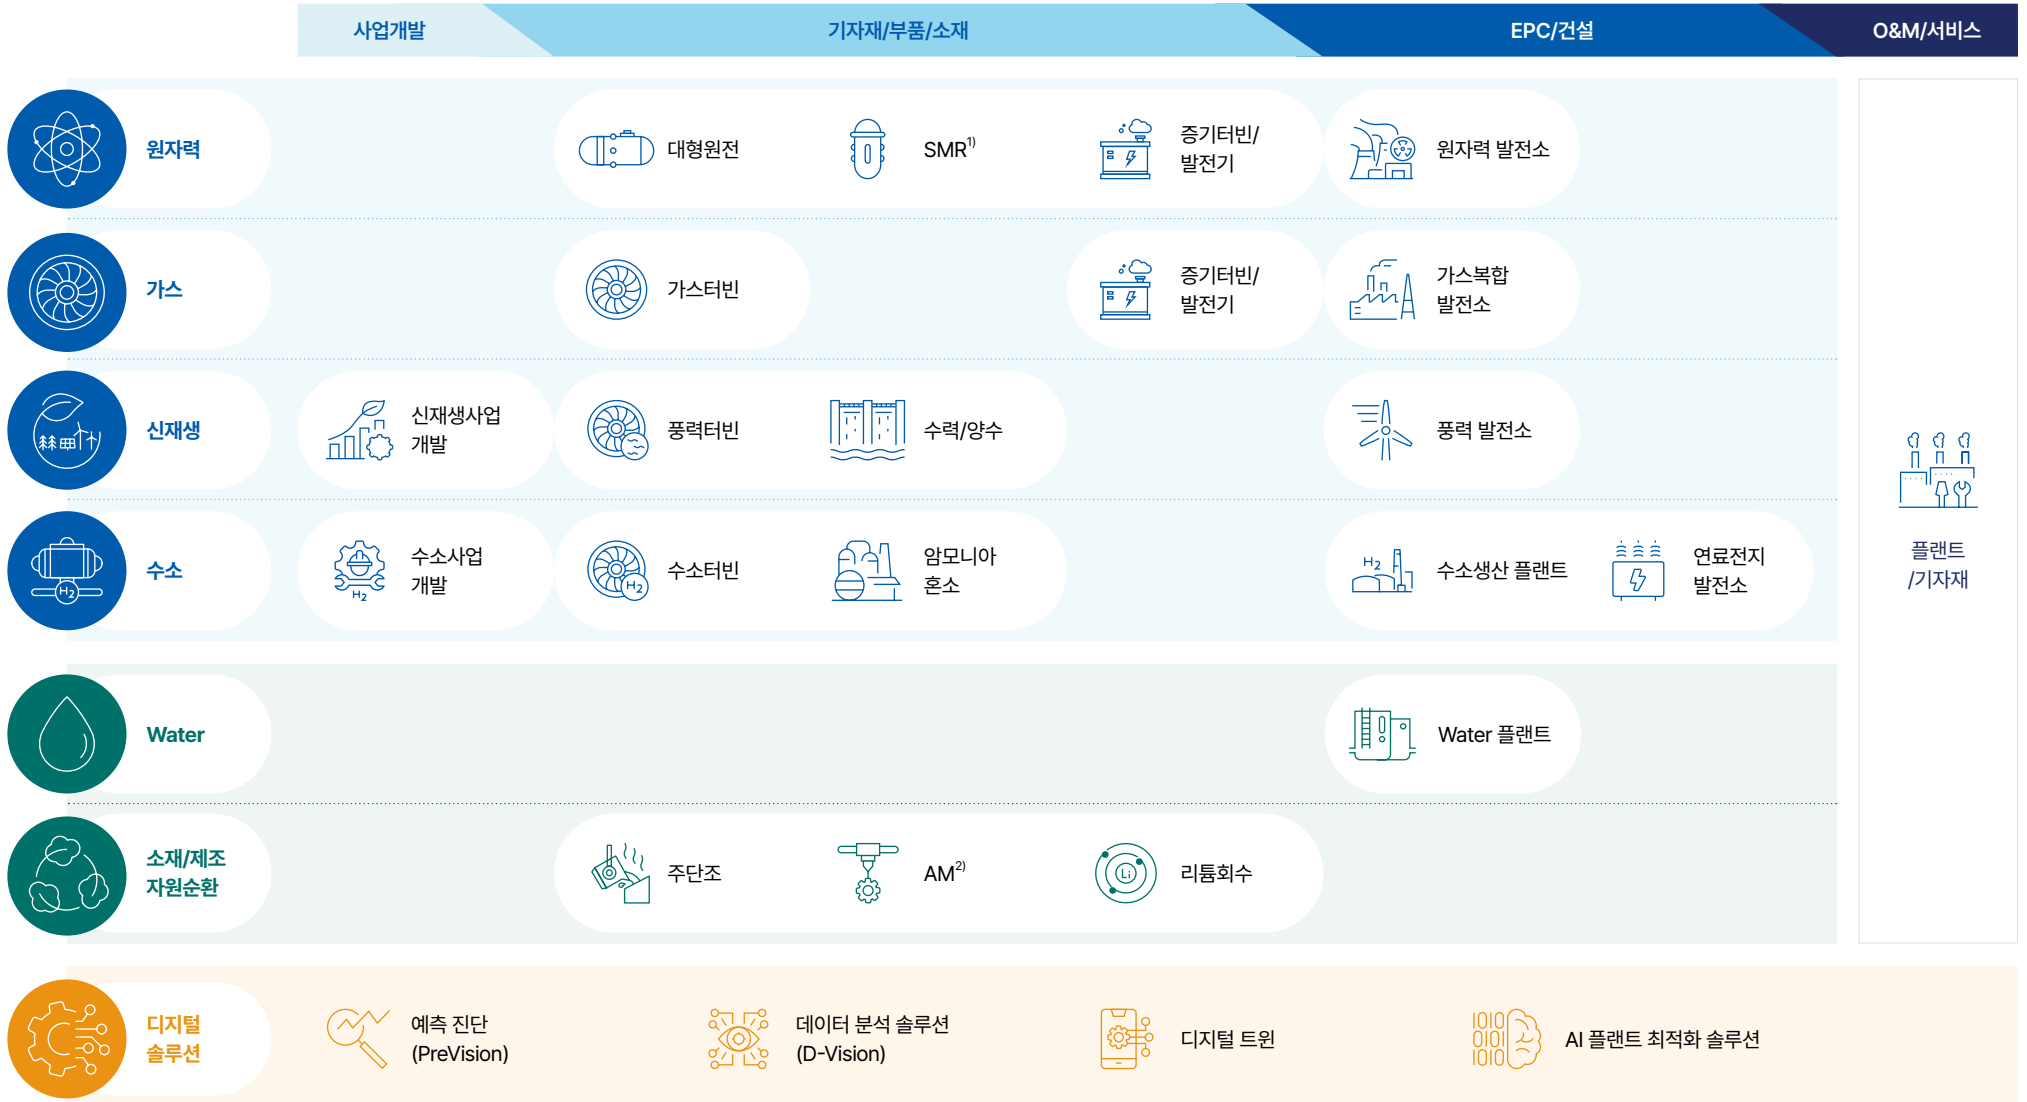 사업개발
기자재/부품/소재
EPC/건설
O&M/서비스
원자력
대형원전
SMR1)
증기터빈/
발전기
원자력 발전소
가스
가스터빈
증기터빈/
발전기
가스복합
발전소
신재생
신재생사업
개발
풍력터빈
수력/양수
풍력 발전소
수소
H2
수소사업
개발
H2
수소터빈
H2
암모니아
혼소
수소생산 플랜트
H2
연료전지
발전소
플랜트
/기자재
Water
Water 플랜트
소재/제조
자원순환
주단조
AM2)
리튬회수
Li
디지털
솔루션
예측 진단
(PreVision)
데이터 분석 솔루션
(D-Vision)
디지털 트윈
1010
0101
1010
AI 플랜트 최적화 솔루션